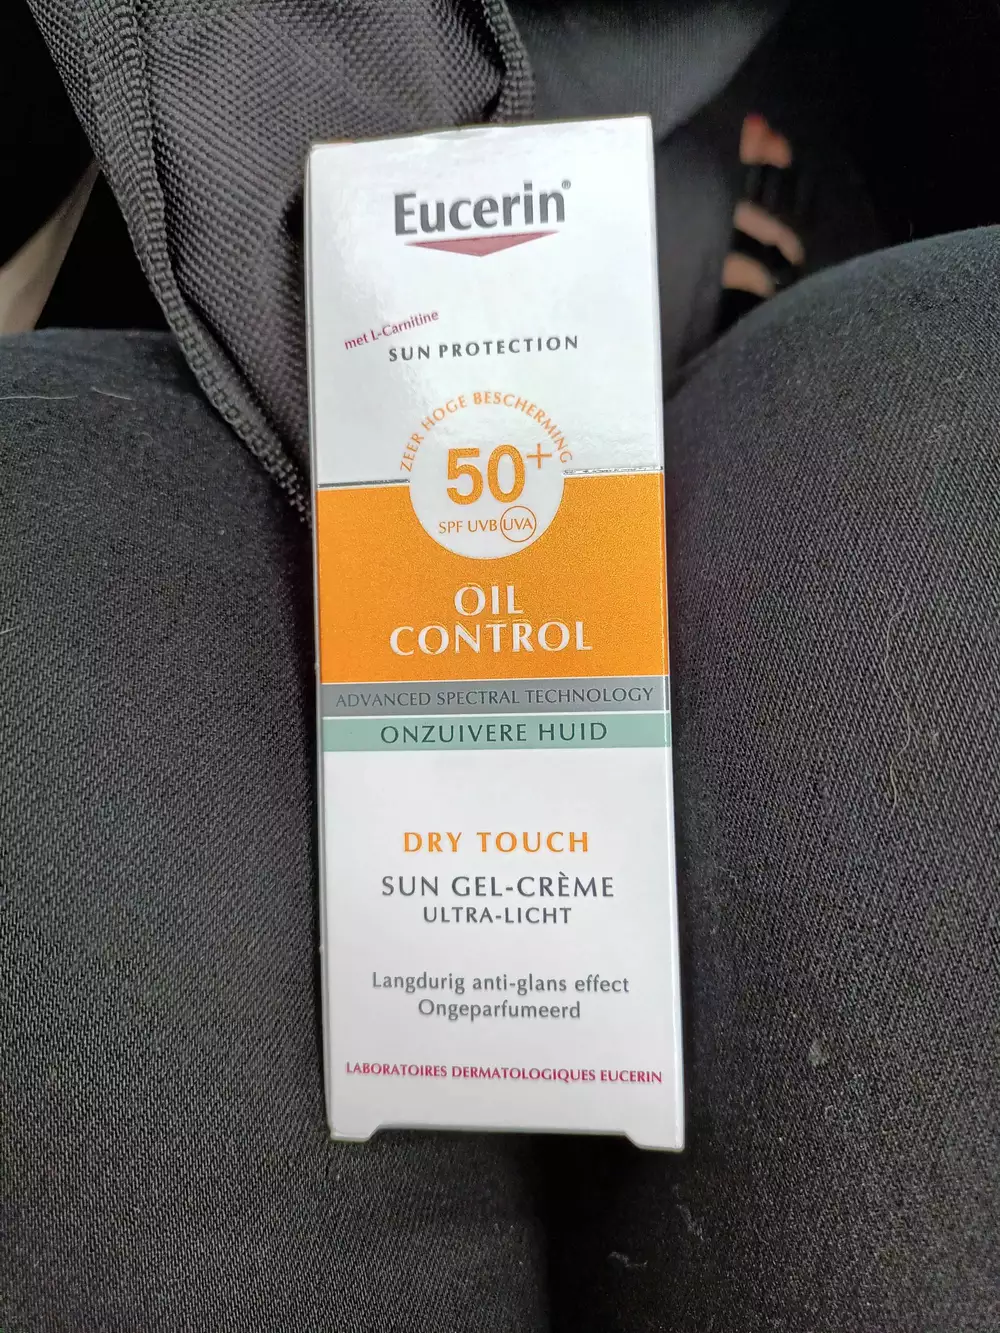 Eucerin®
met L-Carnitine
SUN PROTECTION
ZEER HOGE BESCHERMING
50+
SPF UVB UVA
OIL
CONTROL
ADVANCED SPECTRAL TECHNOLOGY
ONZUIVERE HUID
DRY TOUCH
SUN GEL-CRÈME
ULTRA-LICHT
Langdurig anti-glans effect
Ongeparfumeerd
LABORATOIRES DERMATOLOGIQUES EUCERIN